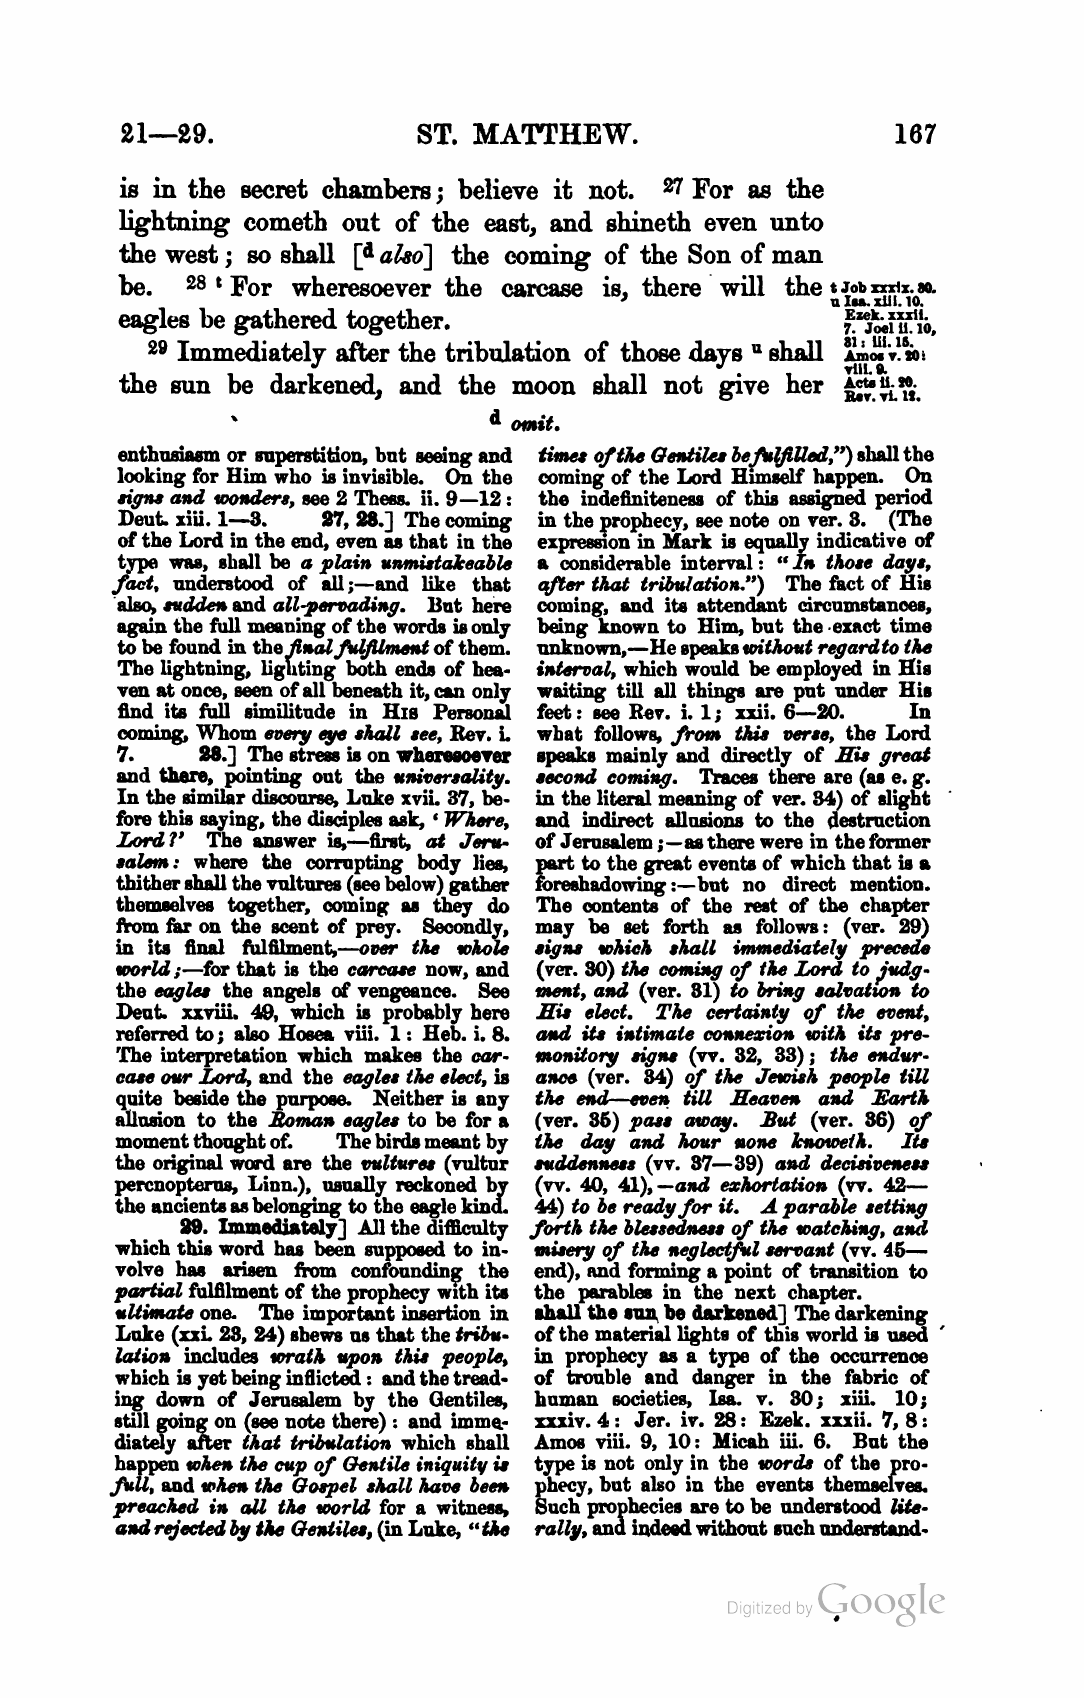 21—29.
ST. MATTHEW.
167
is in the secret chambers; believe it not. 27 For as the
lightning cometh out of the east, and shineth even unto
the west; so shall [d also] the coming of the Son of man
be. 28 t For wheresoever the carcase is, there will the
eagles be gathered together.
29 Immediately after the tribulation of those days u shall
the sun be darkened, and the moon shall not give her
t Job xxxix. 30.
u Isa. xiii. 10.
Ezek. xxxii.
7. Joel ii. 10,
31: iii. 15.
Amos v. 20:
viii. 9.
Acts ii. 20.
Rev. vi. 12.
d omit.
enthusiasm or superstition, but seeing and
looking for Him who is invisible. On the
signs and wonders, see 2 Thess. ii. 9—12:
Deut. xiii. 1—3. 27, 28.] The coming
of the Lord in the end, even as that in the
type was, shall be a plain unmistakeable
fact, understood of all;—and like that
also, sudden and all-pervading. But here
again the full meaning of the words is only
to be found in the final fulfilment of them.
The lightning, lighting both ends of hea-
ven at once, seen of all beneath it, can only
find its full similitude in HIS Personal
coming, Whom every eye shall see, Rev. i.
7. 28.] The stress is on wheresoever
and there, pointing out the universality.
In the similar discourse, Luke xvii. 37, be-
fore this saying, the disciples ask, ‘Where,
Lord?’ The answer is,—first, at Jeru-
salem: where the corrupting body lies,
thither shall the vultures (see below) gather
themselves together, coming as they do
from far on the scent of prey. Secondly,
in its final fulfilment,—over the whole
world;—for that is the carcase now, and
the eagles the angels of vengeance. See
Deut. xxviii. 49, which is probably here
referred to; also Hosea viii. 1: Heb. i. 8.
The interpretation which makes the car-
case our Lord, and the eagles the elect, is
quite beside the purpose. Neither is any
allusion to the Roman eagles to be for a
moment thought of. The birds meant by
the original word are the vultures (vultur
percnopterus, Linn.), usually reckoned by
the ancients as belonging to the eagle kind.
29. Immediately] All the difficulty
which this word has been supposed to in-
volve has arisen from confounding the
partial fulfilment of the prophecy with its
ultimate one. The important insertion in
Luke (xxi. 23, 24) shews us that the tribu-
lation includes wrath upon this people,
which is yet being inflicted: and the tread-
ing down of Jerusalem by the Gentiles,
still going on (see note there): and imme-
diately after that tribulation which shall
happen when the cup of Gentile iniquity is
full, and when the Gospel shall have been
preached in all the world for a witness,
and rejected by the Gentiles, (in Luke, “the
times of the Gentiles be fulfilled,”) shall the
coming of the Lord Himself happen. On
the indefiniteness of this assigned period
in the prophecy, see note on ver. 3. (The
expression in Mark is equally indicative of
a considerable interval: “In those days,
after that tribulation.”) The fact of His
coming, and its attendant circumstances,
being known to Him, but the exact time
unknown,—He speaks without regard to the
interval, which would be employed in His
waiting till all things are put under His
feet: see Rev. i. 1; xxii. 6—20. In
what follows, from this verse, the Lord
speaks mainly and directly of His great
second coming. Traces there are (as e. g.
in the literal meaning of ver. 34) of slight
and indirect allusions to the destruction
of Jerusalem;—as there were in the former
part to the great events of which that is a
foreshadowing:—but no direct mention.
The contents of the rest of the chapter
may be set forth as follows: (ver. 29)
signs which shall immediately precede
(ver. 30) the coming of the Lord to judg-
ment, and (ver. 31) to bring salvation to
His elect. The certainty of the event,
and its intimate connexion with its pre-
monitory signs (vv. 32, 33); the endur-
ance (ver. 34) of the Jewish people till
the end—even till Heaven and Earth
(ver. 35) pass away. But (ver. 36) of
the day and hour none knoweth. Its
suddenness (vv. 37—39) and decisiveness
(vv. 40, 41),—and exhortation (vv. 42—
44) to be ready for it. A parable setting
forth the blessedness of the watching, and
misery of the neglectful servant (vv. 45—
end), and forming a point of transition to
the parables in the next chapter.
shall the sun be darkened] The darkening
of the material lights of this world is used
in prophecy as a type of the occurrence
of trouble and danger in the fabric of
human societies, Isa. v. 30; xiii. 10;
xxxiv. 4: Jer. iv. 28: Ezek. xxxii. 7, 8:
Amos viii. 9, 10: Micah iii. 6. But the
type is not only in the words of the pro-
phecy, but also in the events themselves.
Such prophecies are to be understood lite-
rally, and indeed without such understand-
Digitized by Google